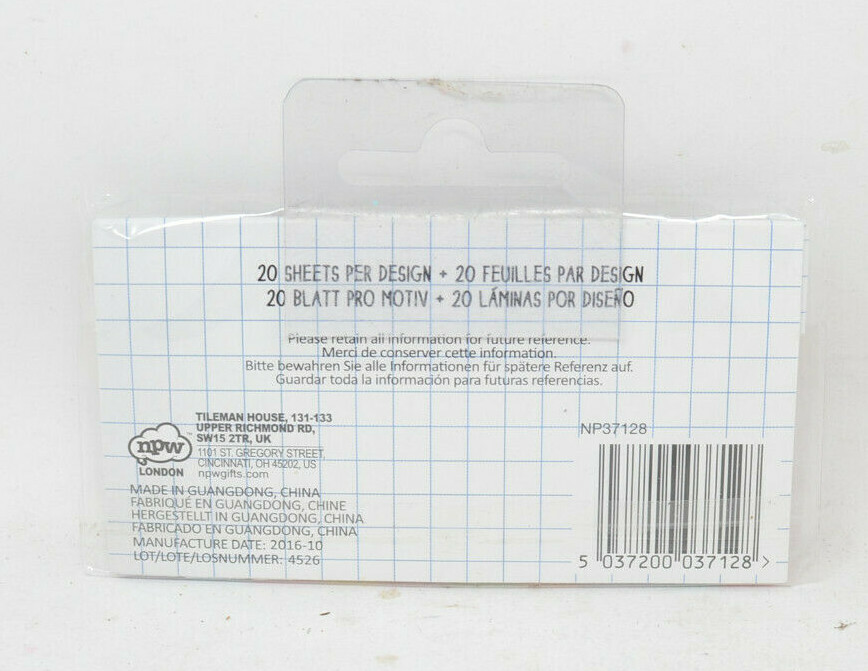 20 SHEETS PER DESIGN + 20 FEUILLES PAR DESIGN
20 BLATT PRO MOTIV + 20 LÁMINAS POR DISEÑO
Please retain all information for future reference.
Merci de conserver cette information.
Bitte bewahren Sie alle Informationen für spätere Referenz auf.
Guardar toda la información para futuras referencias.
npw™
LONDON
TILEMAN HOUSE, 131-133
UPPER RICHMOND RD,
SW15 2TR, UK
1101 ST. GREGORY STREET,
CINCINNATI, OH 45202, US
npwgifts.com
MADE IN GUANGDONG, CHINA
FABRIQUÉ EN GUANGDONG, CHINE
HERGESTELLT IN GUANGDONG, CHINA
FABRICADO EN GUANGDONG, CHINA
MANUFACTURE DATE: 2016-10
LOT/LOTE/LOSNUMMER: 4526
NP37128
5 037200 037128 >